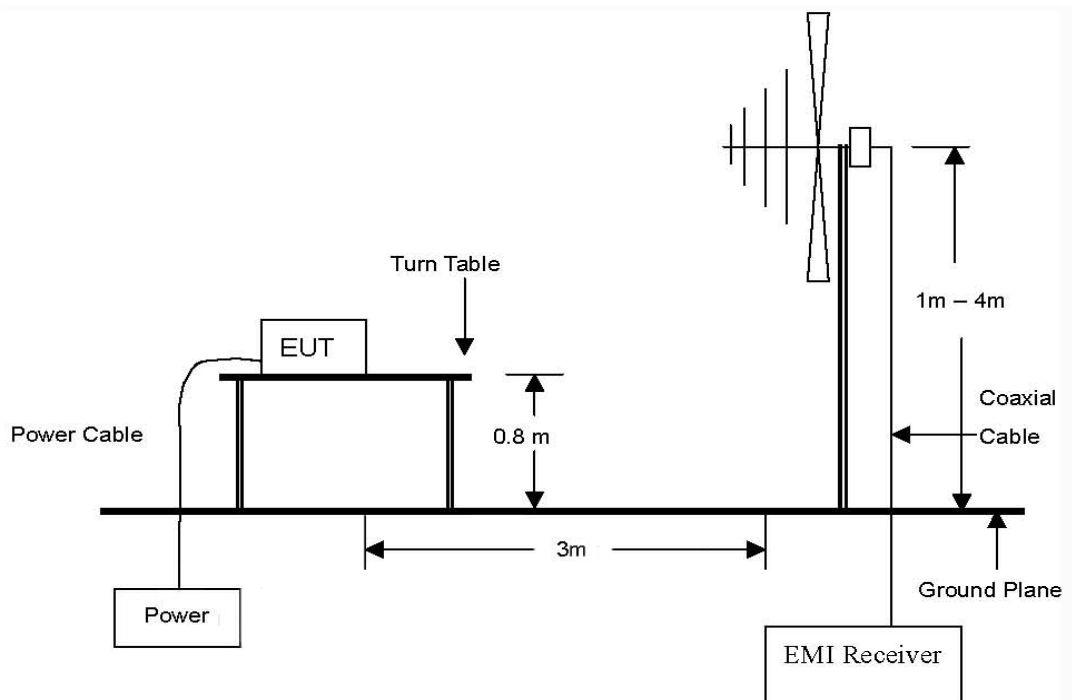 Turn Table
EUT
1m – 4m
Coaxial
Cable
Power Cable
0.8 m
3m
Ground Plane
Power
EMI Receiver